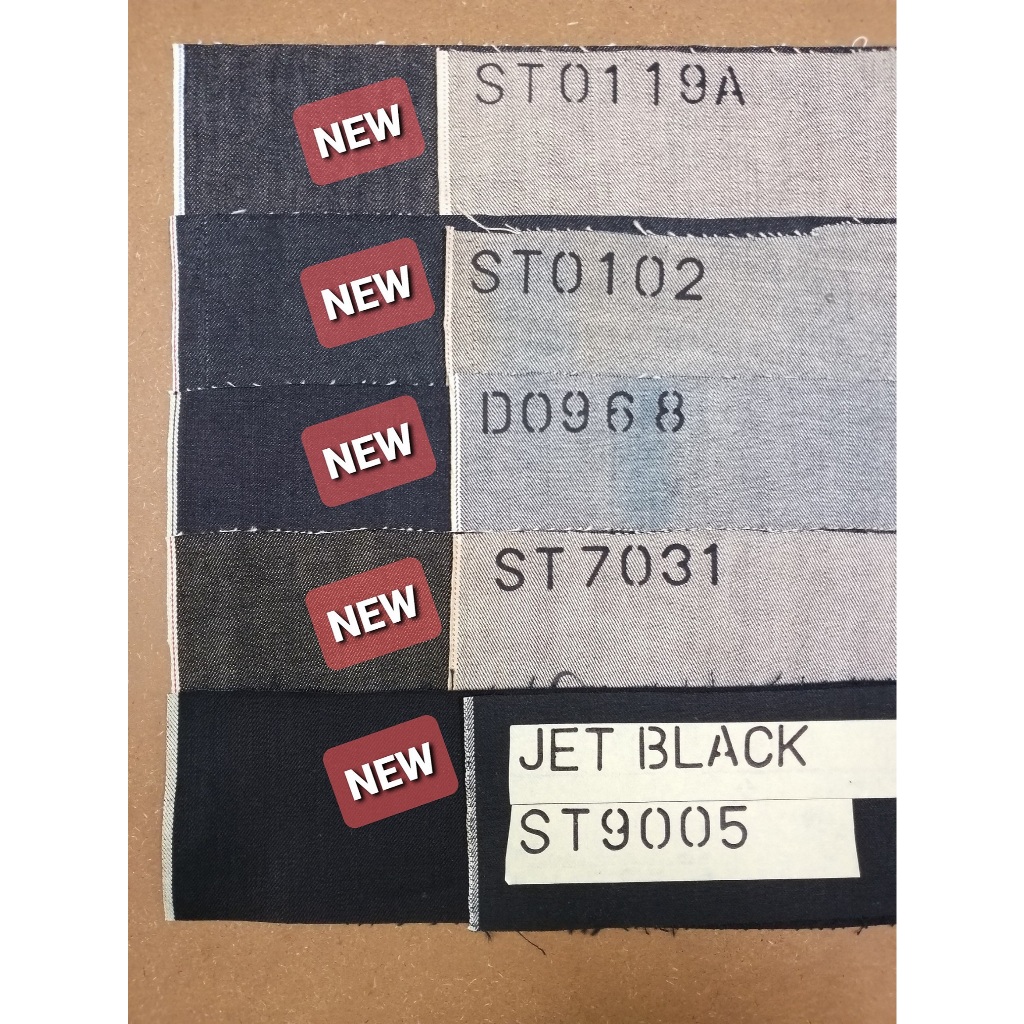 NEW
ST0119A
NEW
ST0102
NEW
D0968
NEW
ST7031
NEW
JET BLACK
ST9005